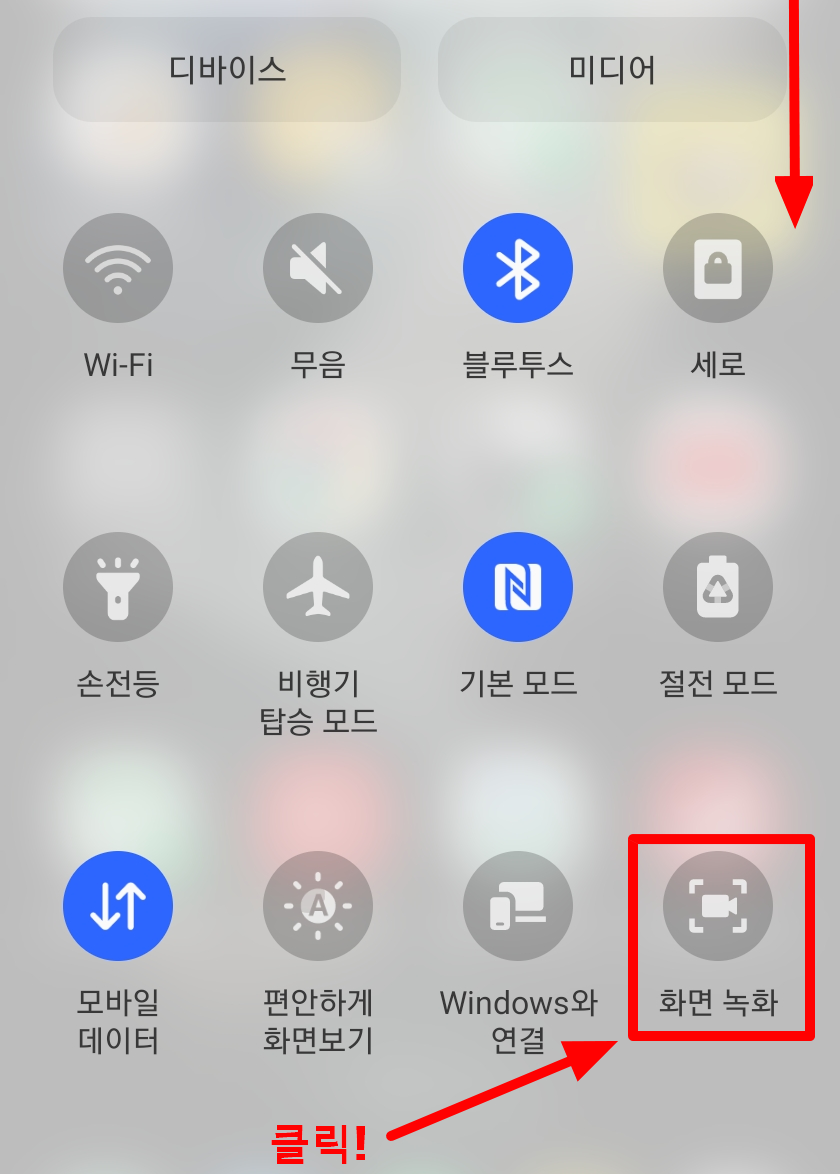 디바이스
미디어
Wi-Fi
무음
블루투스
세로
손전등
비행기
탑승 모드
기본 모드
절전 모드
모바일
데이터
A
편안하게
화면보기
Windows와
연결
화면 녹화
클릭!